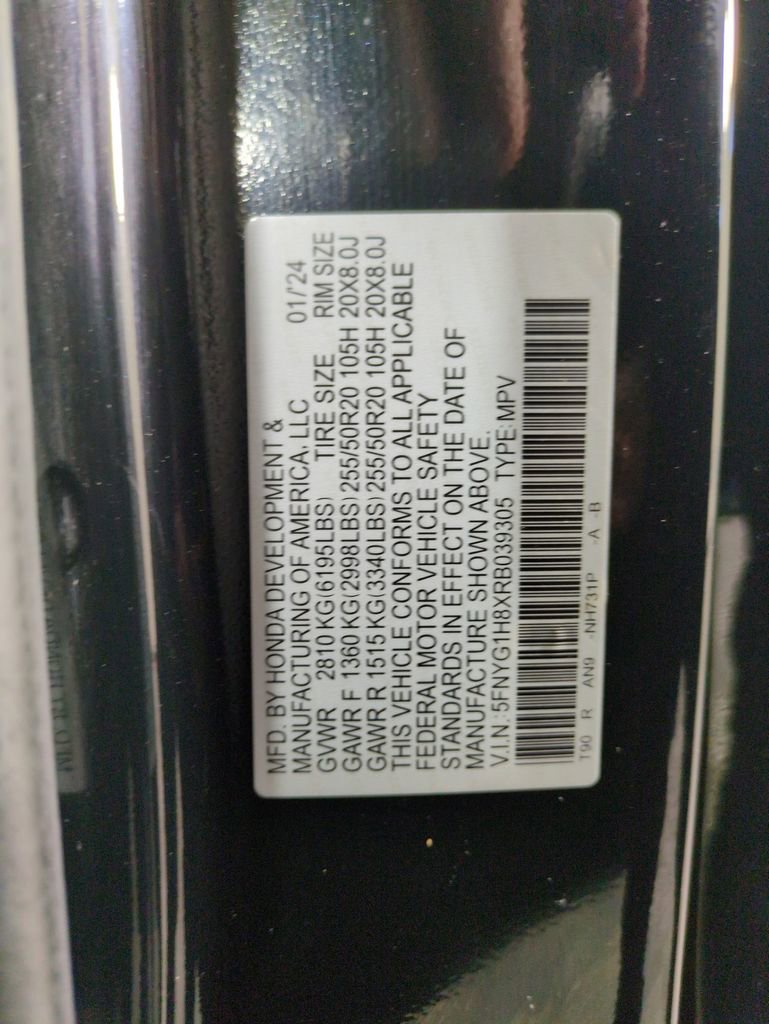 MFD. BY HONDA DEVELOPMENT &
MANUFACTURING OF AMERICA, LLC 01/'24
GVWR 2810 KG(6195LBS) TIRE SIZE RIM SIZE
GAWR F 1360 KG(2998LBS) 255/50R20 105H 20X8.0J
GAWR R 1515 KG(3340LBS) 255/50R20 105H 20X8.0J
THIS VEHICLE CONFORMS TO ALL APPLICABLE
FEDERAL MOTOR VEHICLE SAFETY
STANDARDS IN EFFECT ON THE DATE OF
MANUFACTURE SHOWN ABOVE.
V.I.N.:5FNYG1H8XRB039305 TYPE:MPV
T90 R AN9 -NH731P -A -B